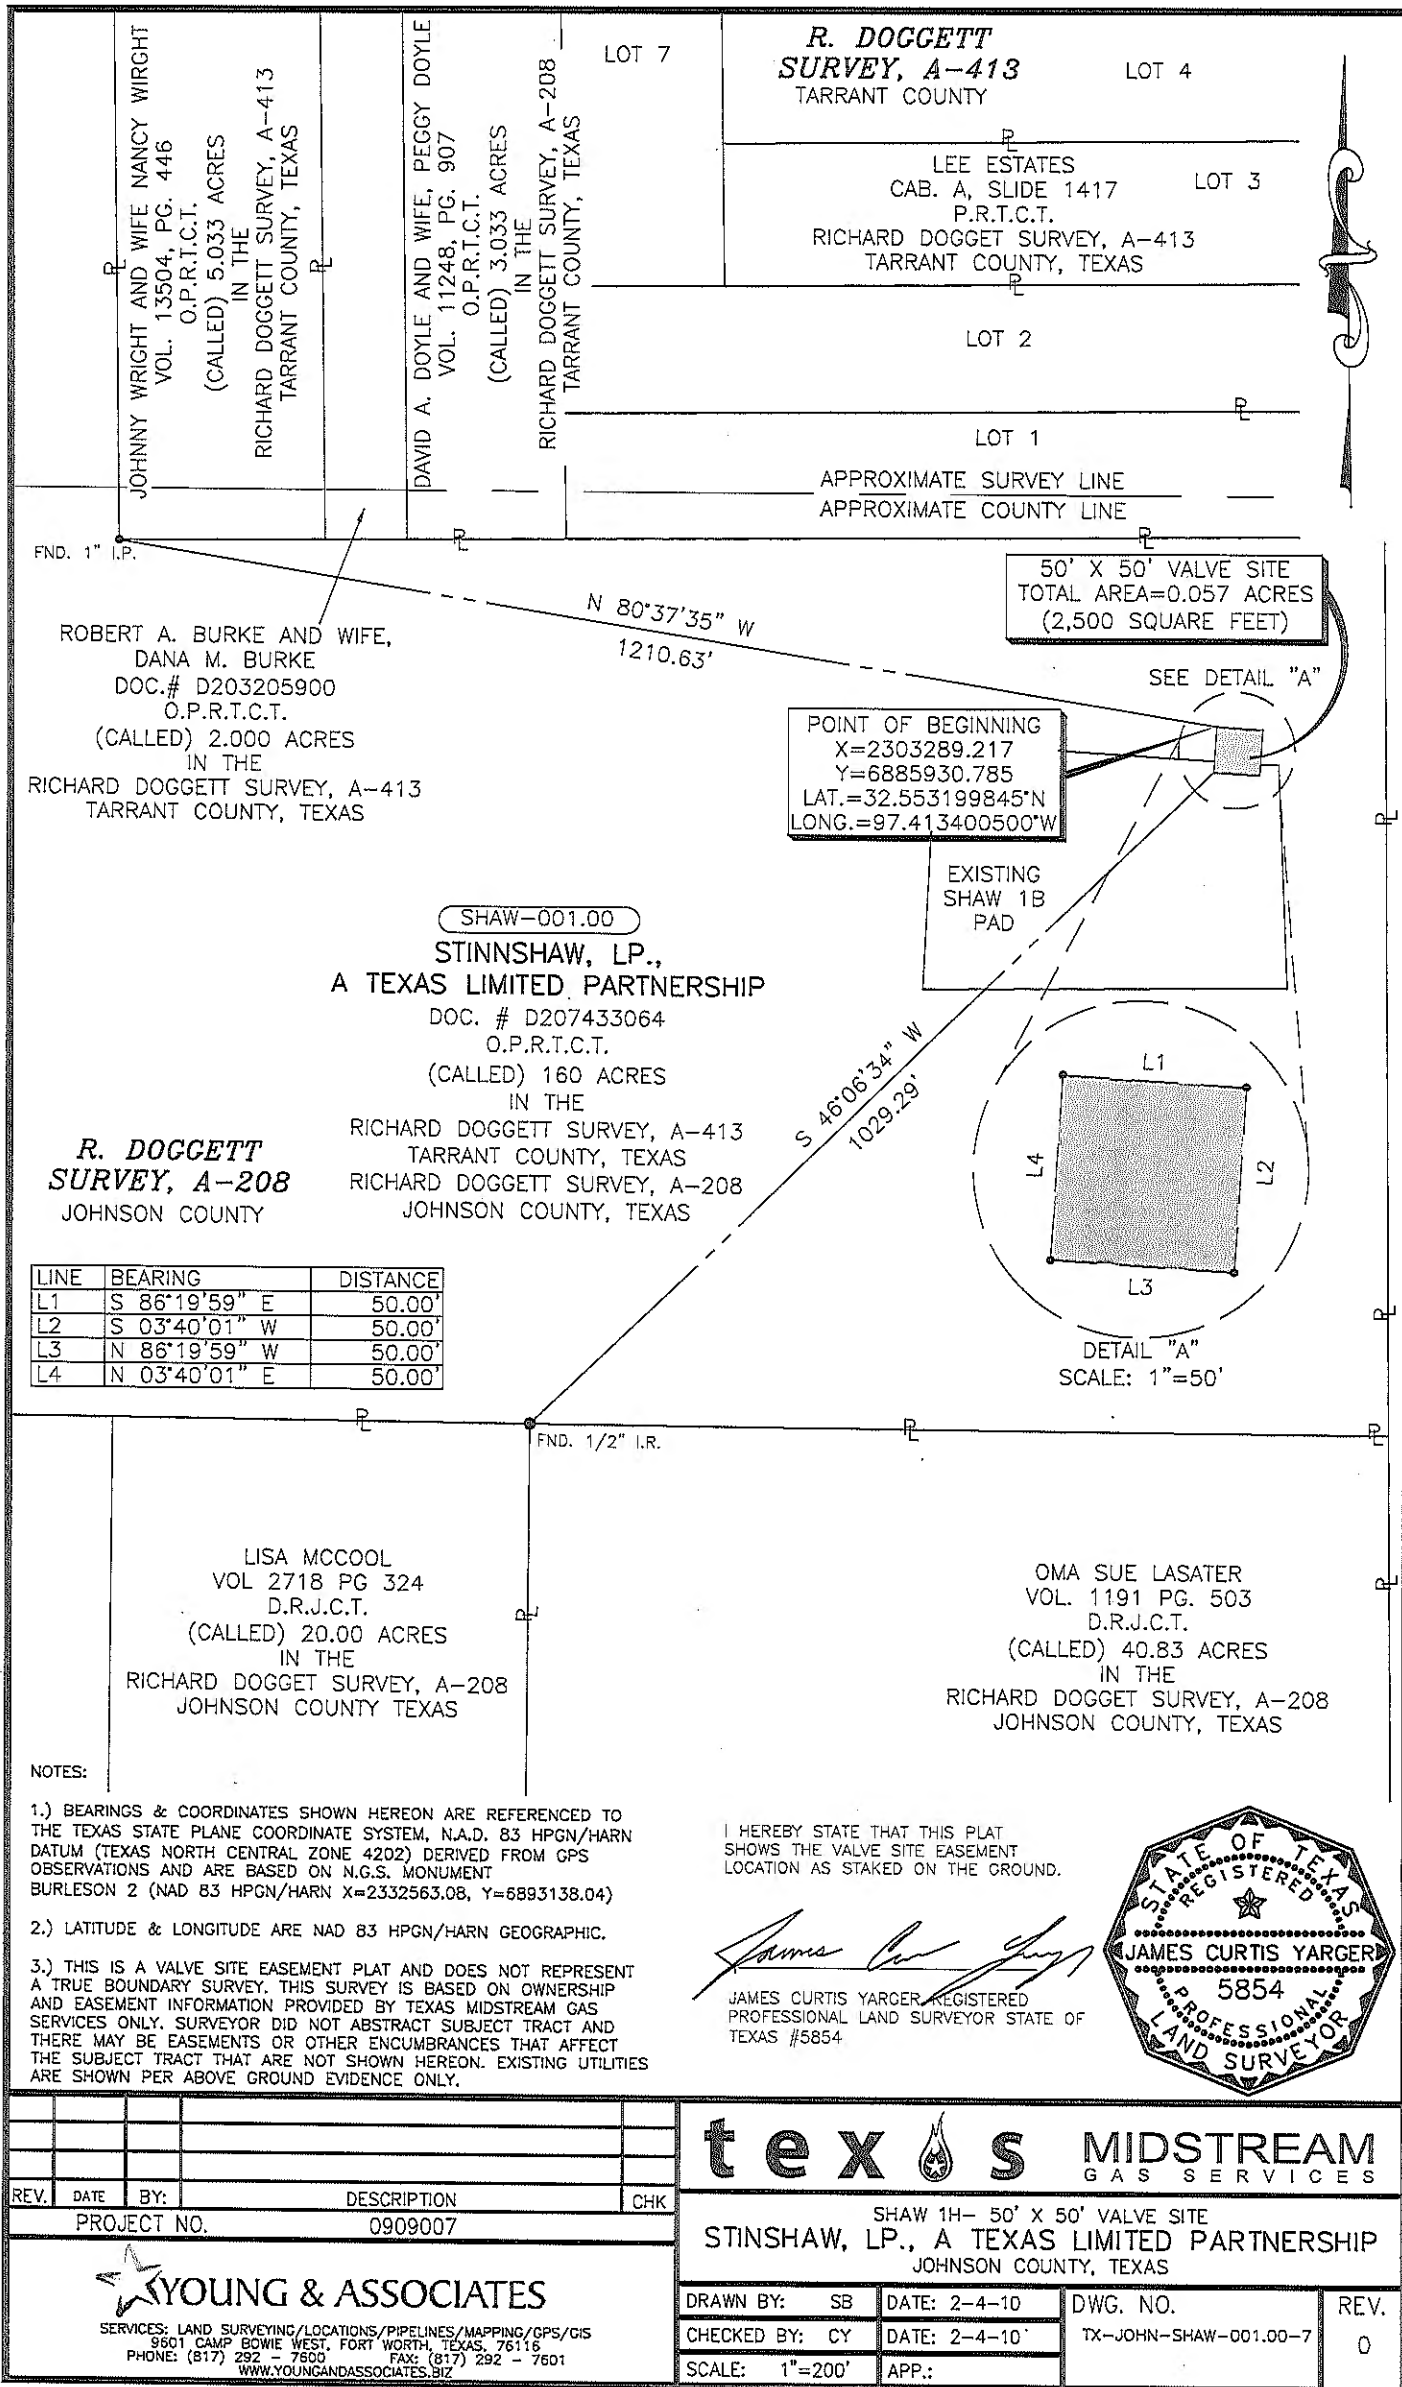 JOHNNY WRIGHT AND WIFE NANCY WIRGHT
VOL. 13504, PG. 446
O.P.R.T.C.T.
(CALLED) 5.033 ACRES
IN THE
RICHARD DOGGETT SURVEY, A-413
TARRANT COUNTY, TEXAS
DAVID A. DOYLE AND WIFE, PEGGY DOYLE
VOL. 11248, PG. 907
O.P.R.T.C.T.
(CALLED) 3.033 ACRES
IN THE
RICHARD DOGGETT SURVEY, A-208
TARRANT COUNTY, TEXAS
LOT 7
R. DOGGETT
SURVEY, A-413
TARRANT COUNTY
LOT 4
PL
LEE ESTATES
CAB. A, SLIDE 1417
P.R.T.C.T.
RICHARD DOGGET SURVEY, A-413
TARRANT COUNTY, TEXAS
LOT 3
PL
PL
PL
LOT 2
PL
LOT 1
APPROXIMATE SURVEY LINE
APPROXIMATE COUNTY LINE
PL
PL
FND. 1" I.P.
50' X 50' VALVE SITE
TOTAL AREA=0.057 ACRES
(2,500 SQUARE FEET)
N 80°37'35" W
1210.63'
ROBERT A. BURKE AND WIFE,
DANA M. BURKE
DOC.# D203205900
O.P.R.T.C.T.
(CALLED) 2.000 ACRES
IN THE
RICHARD DOGGETT SURVEY, A-413
TARRANT COUNTY, TEXAS
SEE DETAIL "A"
POINT OF BEGINNING
X=2303289.217
Y=6885930.785
LAT.=32.553199845°N
LONG.=97.413400500°W
PL
EXISTING
SHAW 1B
PAD
SHAW-001.00
STINNSHAW, LP.,
A TEXAS LIMITED PARTNERSHIP
DOC. # D207433064
O.P.R.T.C.T.
(CALLED) 160 ACRES
IN THE
RICHARD DOGGETT SURVEY, A-413
TARRANT COUNTY, TEXAS
RICHARD DOGGETT SURVEY, A-208
JOHNSON COUNTY, TEXAS
S 46°06'34" W
1029.29'
R. DOGGETT
SURVEY, A-208
JOHNSON COUNTY
L1
L4
L2
L3
DETAIL "A"
SCALE: 1"=50'
PL
LINE BEARING DISTANCE
L1 S 86°19'59" E 50.00'
L2 S 03°40'01" W 50.00'
L3 N 86°19'59" W 50.00'
L4 N 03°40'01" E 50.00'
PL
PL
PL
FND. 1/2" I.R.
LISA MCCOOL
VOL 2718 PG 324
D.R.J.C.T.
(CALLED) 20.00 ACRES
IN THE
RICHARD DOGGET SURVEY, A-208
JOHNSON COUNTY TEXAS
PL
OMA SUE LASATER
VOL. 1191 PG. 503
D.R.J.C.T.
(CALLED) 40.83 ACRES
IN THE
RICHARD DOGGET SURVEY, A-208
JOHNSON COUNTY, TEXAS
PL
NOTES:
1.) BEARINGS & COORDINATES SHOWN HEREON ARE REFERENCED TO
THE TEXAS STATE PLANE COORDINATE SYSTEM, N.A.D. 83 HPGN/HARN
DATUM (TEXAS NORTH CENTRAL ZONE 4202) DERIVED FROM GPS
OBSERVATIONS AND ARE BASED ON N.G.S. MONUMENT
BURLESON 2 (NAD 83 HPGN/HARN X=2332563.08, Y=6893138.04)
2.) LATITUDE & LONGITUDE ARE NAD 83 HPGN/HARN GEOGRAPHIC.
3.) THIS IS A VALVE SITE EASEMENT PLAT AND DOES NOT REPRESENT
A TRUE BOUNDARY SURVEY. THIS SURVEY IS BASED ON OWNERSHIP
AND EASEMENT INFORMATION PROVIDED BY TEXAS MIDSTREAM GAS
SERVICES ONLY. SURVEYOR DID NOT ABSTRACT SUBJECT TRACT AND
THERE MAY BE EASEMENTS OR OTHER ENCUMBRANCES THAT AFFECT
THE SUBJECT TRACT THAT ARE NOT SHOWN HEREON. EXISTING UTILITIES
ARE SHOWN PER ABOVE GROUND EVIDENCE ONLY.
I HEREBY STATE THAT THIS PLAT
SHOWS THE VALVE SITE EASEMENT
LOCATION AS STAKED ON THE GROUND.
JAMES CURTIS YARGER REGISTERED
PROFESSIONAL LAND SURVEYOR STATE OF
TEXAS #5854
STATE OF TEXAS
REGISTERED
JAMES CURTIS YARGER
5854
PROFESSIONAL
LAND SURVEYOR
REV. DATE BY: DESCRIPTION CHK
PROJECT NO. 0909007
YOUNG & ASSOCIATES
SERVICES: LAND SURVEYING/LOCATIONS/PIPELINES/MAPPING/GPS/GIS
9601 CAMP BOWIE WEST, FORT WORTH, TEXAS, 76116
PHONE: (817) 292 - 7600 FAX: (817) 292 - 7601
WWW.YOUNGANDASSOCIATES.BIZ
texas MIDSTREAM
GAS SERVICES
SHAW 1H- 50' X 50' VALVE SITE
STINSHAW, LP., A TEXAS LIMITED PARTNERSHIP
JOHNSON COUNTY, TEXAS
DRAWN BY: SB DATE: 2-4-10 DWG. NO. REV.
CHECKED BY: CY DATE: 2-4-10 TX-JOHN-SHAW-001.00-7 0
SCALE: 1"=200' APP.: